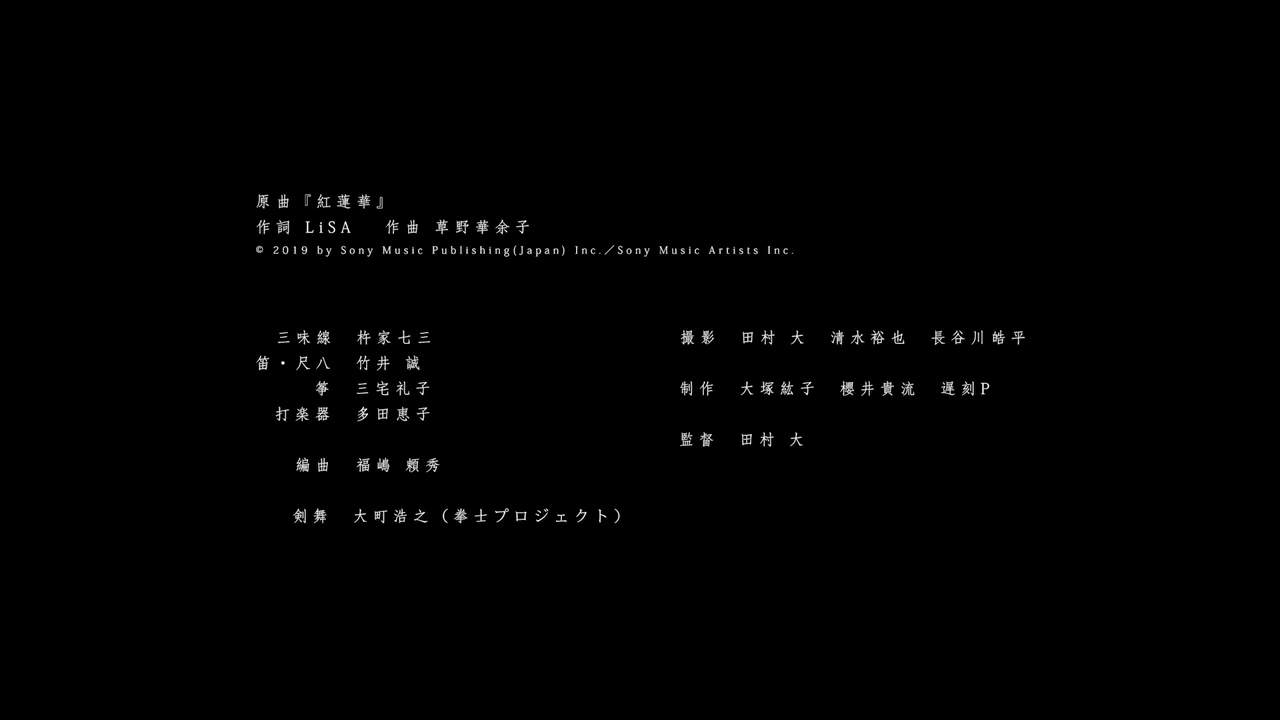 原曲『紅蓮華』
作詞 LiSA 作曲 草野華余子
© 2019 by Sony Music Publishing(Japan) Inc.／Sony Music Artists Inc.
三味線 杵家七三
笛・尺八 竹井 誠
箏 三宅礼子
打楽器 多田恵子
編曲 福嶋 頼秀
剣舞 大町浩之（拳士プロジェクト）
撮影 田村 大 清水裕也 長谷川皓平
制作 大塚紘子 櫻井貴流 遅刻P
監督 田村 大